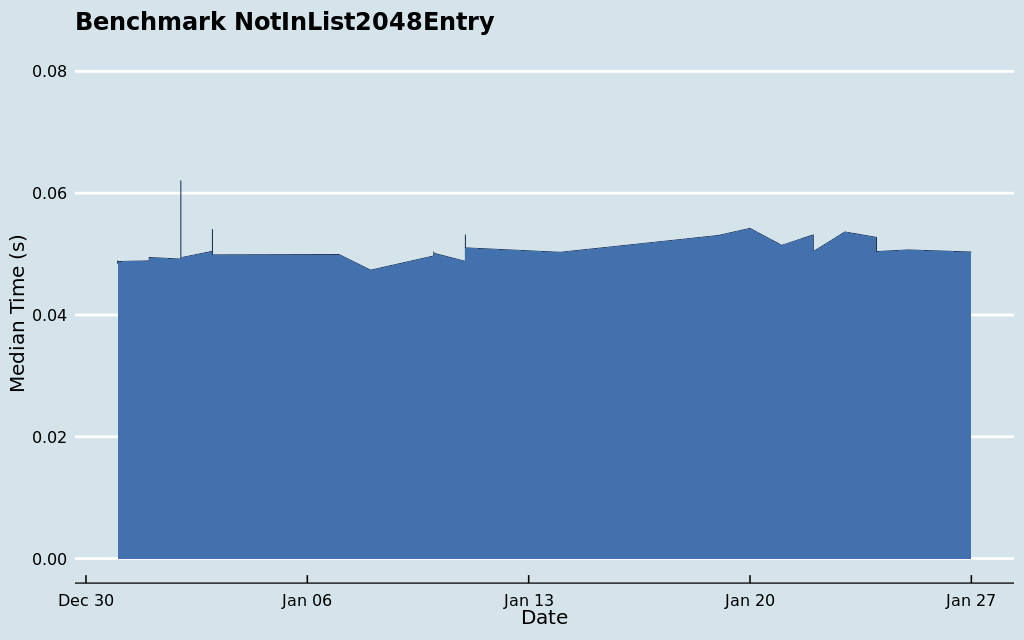 Benchmark NotInList2048Entry
Median Time (s)
0.08
0.06
0.04
0.02
0.00
Dec 30 Jan 06 Jan 13 Jan 20 Jan 27
Date